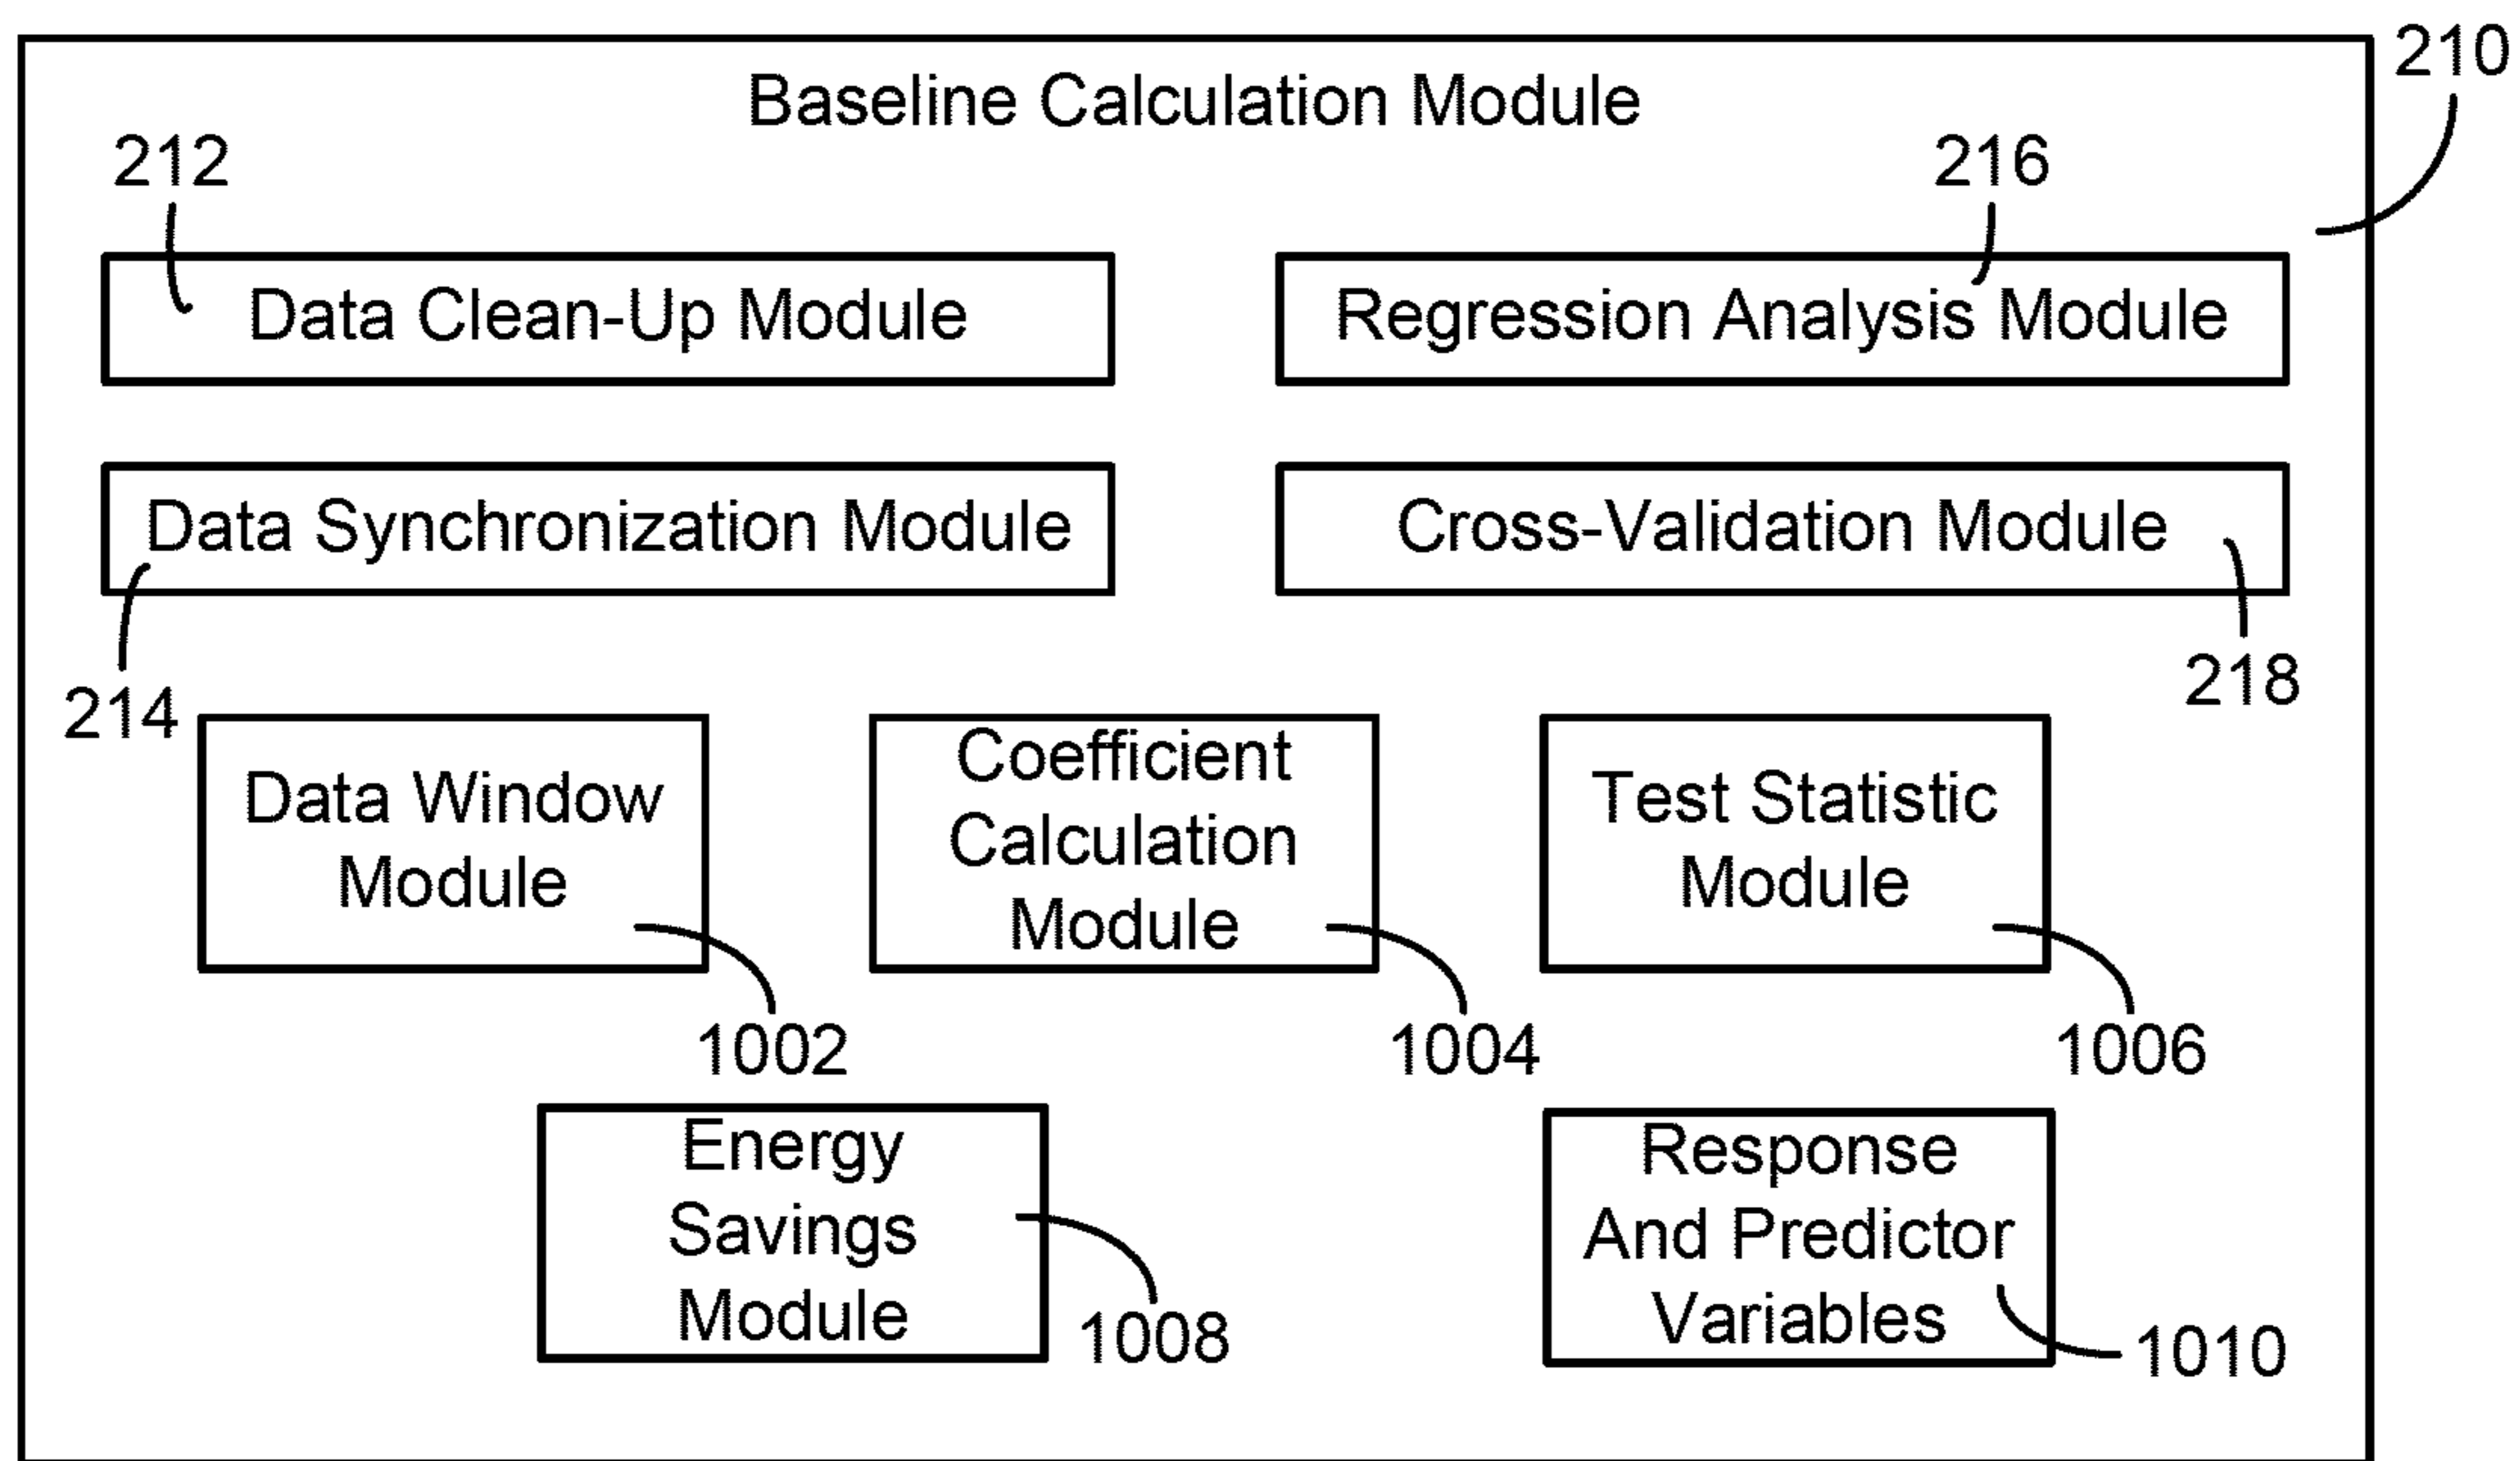 210
Baseline Calculation Module
212
216
Data Clean-Up Module
Regression Analysis Module
Data Synchronization Module
Cross-Validation Module
214
218
Data Window
Module
Coefficient
Calculation
Module
Test Statistic
Module
1002
1004
1006
Energy
Savings
Module
1008
Response
And Predictor
Variables
1010